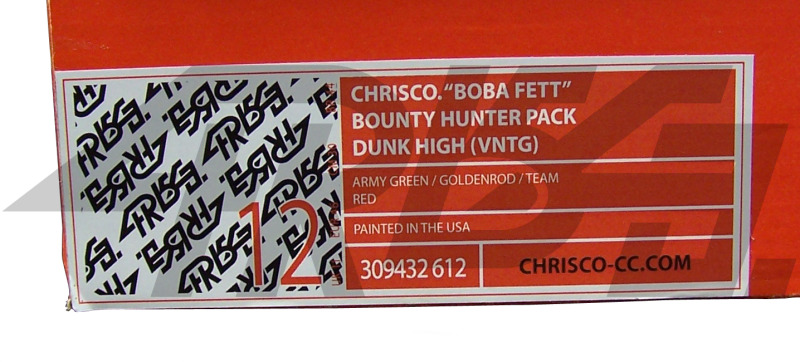 CHRISCO. “BOBA FETT”
BOUNTY HUNTER PACK
DUNK HIGH (VNTG)
ARMY GREEN / GOLDENROD / TEAM
RED
PAINTED IN THE USA
12
309432 612
CHRISCO-CC.COM